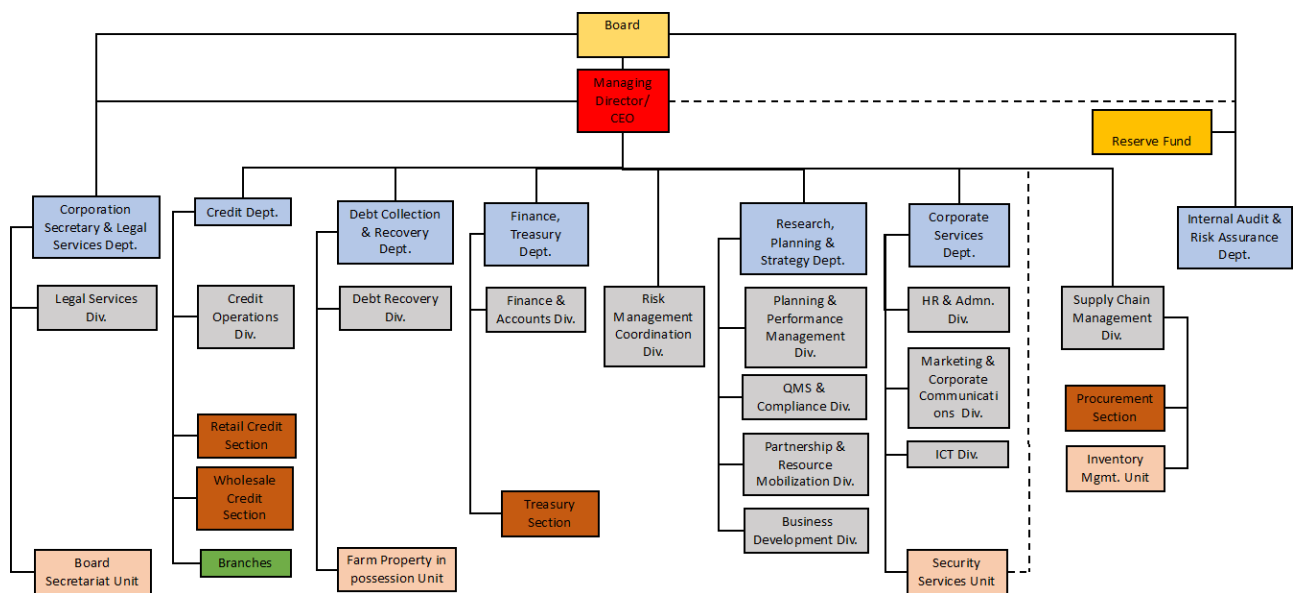 Board
Managing
Director/
CEO
Reserve Fund
Corporation
Secretary & Legal
Services Dept.
Credit Dept.
Debt Collection
& Recovery
Dept.
Finance,
Treasury
Dept.
Research,
Planning &
Strategy Dept.
Corporate
Services
Dept.
Internal Audit &
Risk Assurance
Dept.
Legal Services
Div.
Credit
Operations
Div.
Debt Recovery
Div.
Finance &
Accounts Div.
Risk
Management
Coordination
Div.
Planning &
Performance
Management
Div.
HR & Admn.
Div.
Supply Chain
Management
Div.
Marketing &
Corporate
Communicati
ons Div.
QMS &
Compliance Div.
Procurement
Section
Retail Credit
Section
Partnership &
Resource
Mobilization Div.
ICT Div.
Inventory
Mgmt. Unit
Wholesale
Credit
Section
Treasury
Section
Business
Development Div.
Board
Secretariat Unit
Branches
Farm Property in
possession Unit
Security
Services Unit